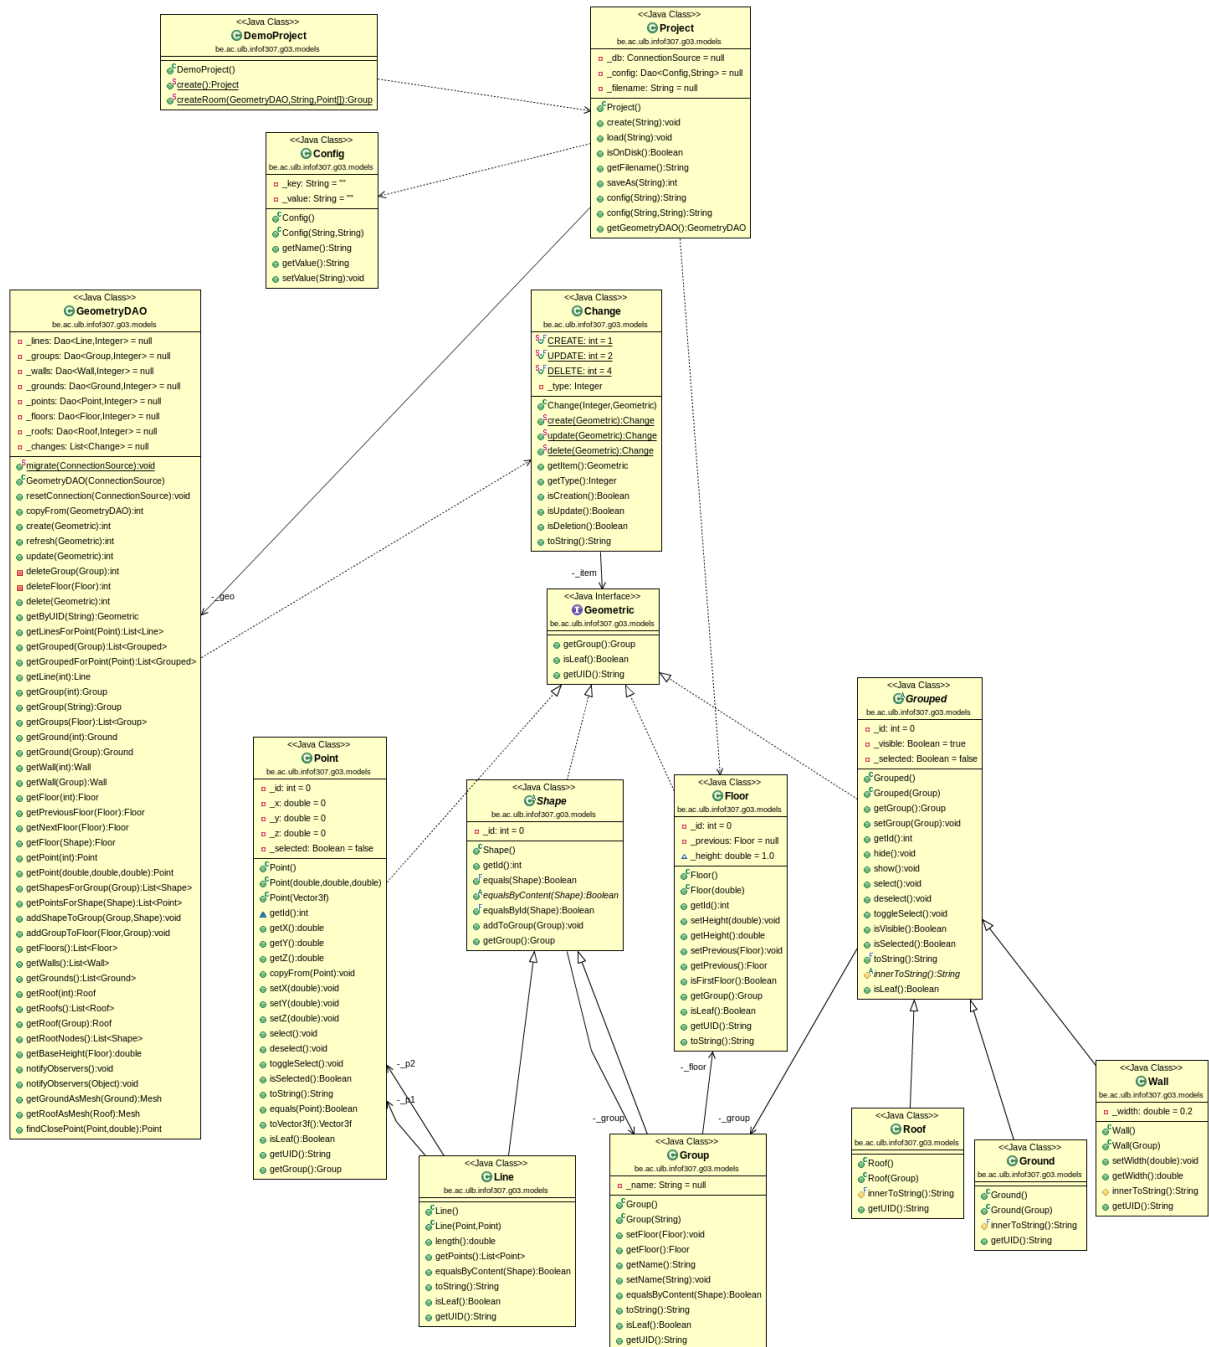 <<Java Class>>
DemoProject
be.ac.ulb.infof307.g03.models
DemoProject()
create():Project
createRoom(GeometryDAO,String,Point[]):Group
<<Java Class>>
Project
be.ac.ulb.infof307.g03.models
_db: ConnectionSource = null
_config: Dao<Config,String> = null
_filename: String = null
Project()
create(String):void
load(String):void
isOnDisk():Boolean
getFilename():String
saveAs(String):int
config(String):String
config(String,String):String
getGeometryDAO():GeometryDAO
<<Java Class>>
Config
be.ac.ulb.infof307.g03.models
_key: String = ""
_value: String = ""
Config()
Config(String,String)
getName():String
getValue():String
setValue(String):void
<<Java Class>>
GeometryDAO
be.ac.ulb.infof307.g03.models
_lines: Dao<Line,Integer> = null
_groups: Dao<Group,Integer> = null
_walls: Dao<Wall,Integer> = null
_grounds: Dao<Ground,Integer> = null
_points: Dao<Point,Integer> = null
_floors: Dao<Floor,Integer> = null
_roofs: Dao<Roof,Integer> = null
_changes: List<Change> = null
migrate(ConnectionSource):void
GeometryDAO(ConnectionSource)
resetConnection(ConnectionSource):void
copyFrom(GeometryDAO):int
create(Geometric):int
refresh(Geometric):int
update(Geometric):int
deleteGroup(Group):int
deleteFloor(Floor):int
delete(Geometric):int
getByUID(String):Geometric
getLinesForPoint(Point):List<Line>
getGrouped(Group):List<Grouped>
getGroupedForPoint(Point):List<Grouped>
getLine(int):Line
getGroup(int):Group
getGroup(String):Group
getGroups(Floor):List<Group>
getGround(int):Ground
getGround(Group):Ground
getWall(int):Wall
getWall(Group):Wall
getFloor(int):Floor
getPreviousFloor(Floor):Floor
getNextFloor(Floor):Floor
getFloor(Shape):Floor
getPoint(int):Point
getPoint(double,double,double):Point
getShapesForGroup(Group):List<Shape>
getPointsForShape(Shape):List<Point>
addShapeToGroup(Group,Shape):void
addGroupToFloor(Floor,Group):void
getFloors():List<Floor>
getWalls():List<Wall>
getGrounds():List<Ground>
getRoof(int):Roof
getRoofs():List<Roof>
getRoof(Group):Roof
getRootNodes():List<Shape>
getBaseHeight(Floor):double
notifyObservers():void
notifyObservers(Object):void
getGroundAsMesh(Ground):Mesh
getRoofAsMesh(Roof):Mesh
findClosePoint(Point,double):Point
-_geo
<<Java Class>>
Change
be.ac.ulb.infof307.g03.models
CREATE: int = 1
UPDATE: int = 2
DELETE: int = 4
_type: Integer
Change(Integer,Geometric)
create(Geometric):Change
update(Geometric):Change
delete(Geometric):Change
getItem():Geometric
getType():Integer
isCreation():Boolean
isUpdate():Boolean
isDeletion():Boolean
toString():String
-_item
<<Java Interface>>
Geometric
be.ac.ulb.infof307.g03.models
getGroup():Group
isLeaf():Boolean
getUID():String
<<Java Class>>
Grouped
be.ac.ulb.infof307.g03.models
_id: int = 0
_visible: Boolean = true
_selected: Boolean = false
Grouped()
Grouped(Group)
getGroup():Group
setGroup(Group):void
getId():int
hide():void
show():void
select():void
deselect():void
toggleSelect():void
isVisible():Boolean
isSelected():Boolean
toString():String
innerToString():String
isLeaf():Boolean
<<Java Class>>
Point
be.ac.ulb.infof307.g03.models
_id: int = 0
_x: double = 0
_y: double = 0
_z: double = 0
_selected: Boolean = false
Point()
Point(double,double,double)
Point(Vector3f)
getId():int
getX():double
getY():double
getZ():double
copyFrom(Point):void
setX(double):void
setY(double):void
setZ(double):void
select():void
deselect():void
toggleSelect():void
isSelected():Boolean
toString():String
equals(Point):Boolean
toVector3f():Vector3f
isLeaf():Boolean
getUID():String
getGroup():Group
<<Java Class>>
Shape
be.ac.ulb.infof307.g03.models
_id: int = 0
Shape()
getId():int
equals(Shape):Boolean
equalsByContent(Shape):Boolean
equalsById(Shape):Boolean
addToGroup(Group):void
getGroup():Group
<<Java Class>>
Floor
be.ac.ulb.infof307.g03.models
_id: int = 0
_previous: Floor = null
_height: double = 1.0
Floor()
Floor(double)
getId():int
setHeight(double):void
getHeight():double
setPrevious(Floor):void
getPrevious():Floor
isFirstFloor():Boolean
getGroup():Group
isLeaf():Boolean
getUID():String
toString():String
-_p2
-_p1
-_floor
-_group
-_group
<<Java Class>>
Line
be.ac.ulb.infof307.g03.models
Line()
Line(Point,Point)
length():double
getPoints():List<Point>
equalsByContent(Shape):Boolean
toString():String
isLeaf():Boolean
getUID():String
<<Java Class>>
Group
be.ac.ulb.infof307.g03.models
_name: String = null
Group()
Group(String)
setFloor(Floor):void
getFloor():Floor
getName():String
setName(String):void
equalsByContent(Shape):Boolean
toString():String
isLeaf():Boolean
getUID():String
<<Java Class>>
Roof
be.ac.ulb.infof307.g03.models
Roof()
Roof(Group)
innerToString():String
getUID():String
<<Java Class>>
Ground
be.ac.ulb.infof307.g03.models
Ground()
Ground(Group)
innerToString():String
getUID():String
<<Java Class>>
Wall
be.ac.ulb.infof307.g03.models
_width: double = 0.2
Wall()
Wall(Group)
setWidth(double):void
getWidth():double
innerToString():String
getUID():String